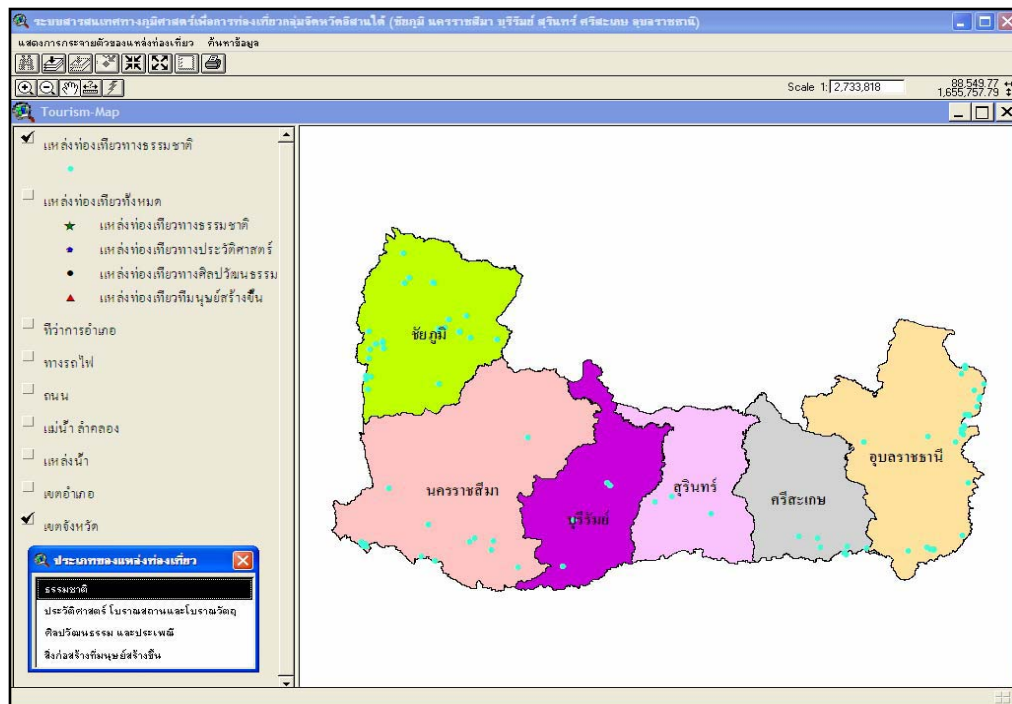 ระบบสารสนเทศทางภูมิศาสตร์เพื่อการท่องเที่ยวกลุ่มจังหวัดอีสานใต้ (ชัยภูมิ นครราชสีมา บุรีรัมย์ สุรินทร์ ศรีสะเกษ อุบลราชธานี)
แสดงการกระจายตัวของแหล่งท่องเที่ยว ค้นหาข้อมูล
Scale 1: 2,733,818
88,549.77
1,655,757.79
Tourism-Map
แหล่งท่องเที่ยวทางธรรมชาติ
แหล่งท่องเที่ยวทั้งหมด
แหล่งท่องเที่ยวทางธรรมชาติ
แหล่งท่องเที่ยวทางประวัติศาสตร์
แหล่งท่องเที่ยวทางศิลปวัฒนธรรม
แหล่งท่องเที่ยวที่มนุษย์สร้างขึ้น
ที่ว่าการอำเภอ
ทางรถไฟ
ถนน
แม่น้ำ ลำคลอง
แหล่งน้ำ
เขตอำเภอ
เขตจังหวัด
ประเภทของแหล่งท่องเที่ยว
ธรรมชาติ
ประวัติศาสตร์ โบราณสถานและโบราณวัตถุ
ศิลปวัฒนธรรม และประเพณี
สิ่งก่อสร้างที่มนุษย์สร้างขึ้น
ชัยภูมิ
นครราชสีมา
บุรีรัมย์
สุรินทร์
ศรีสะเกษ
อุบลราชธานี